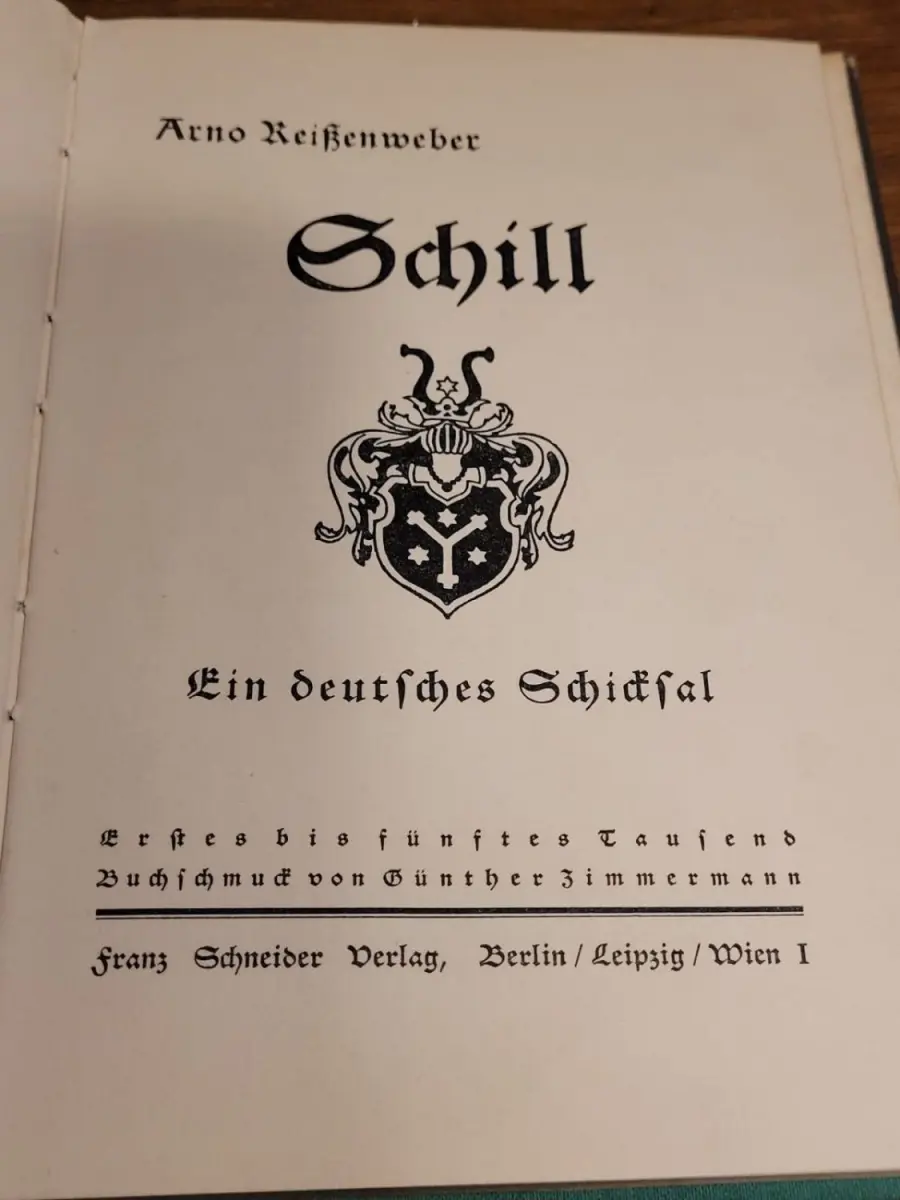 Arno Reißenweber
Schill
Ein deutſches Schickſal
Erſtes bis fünftes Tauſend
Buchſchmuck von Günther Zimmermann
Franz Schneider Verlag, Berlin / Leipzig / Wien I